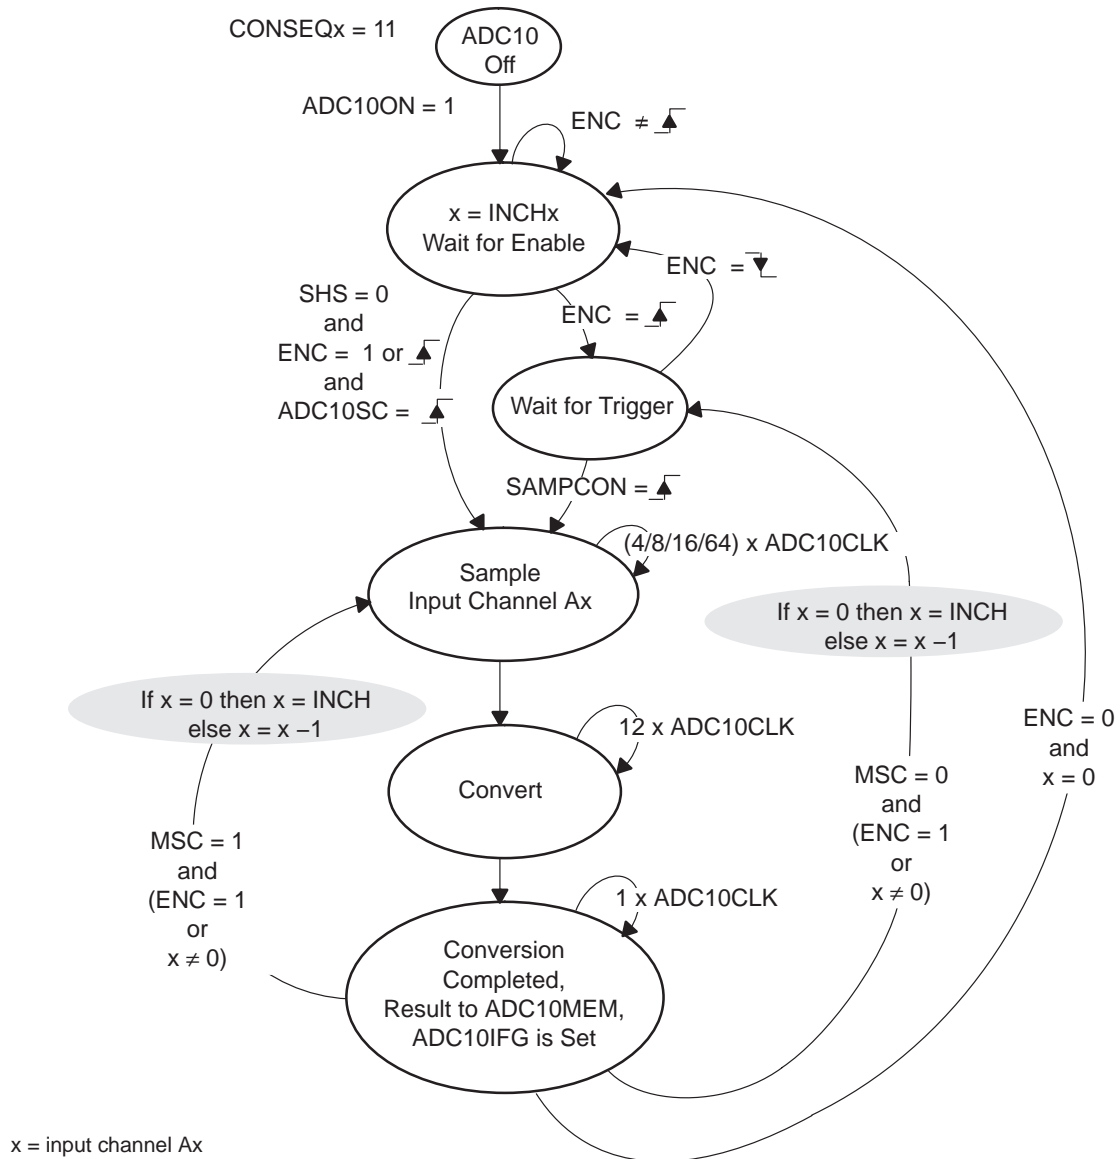 CONSEQx = 11
ADC10
Off
ADC10ON = 1
ENC ≠
x = INCHx
Wait for Enable
ENC =
SHS = 0
and
ENC = 1 or
and
ADC10SC =
ENC =
Wait for Trigger
SAMPCON =
(4/8/16/64) x ADC10CLK
Sample
Input Channel Ax
If x = 0 then x = INCH
else x = x −1
If x = 0 then x = INCH
else x = x −1
12 x ADC10CLK
Convert
ENC = 0
and
x = 0
MSC = 0
and
(ENC = 1
or
x ≠ 0)
MSC = 1
and
(ENC = 1
or
x ≠ 0)
1 x ADC10CLK
Conversion
Completed,
Result to ADC10MEM,
ADC10IFG is Set
x = input channel Ax